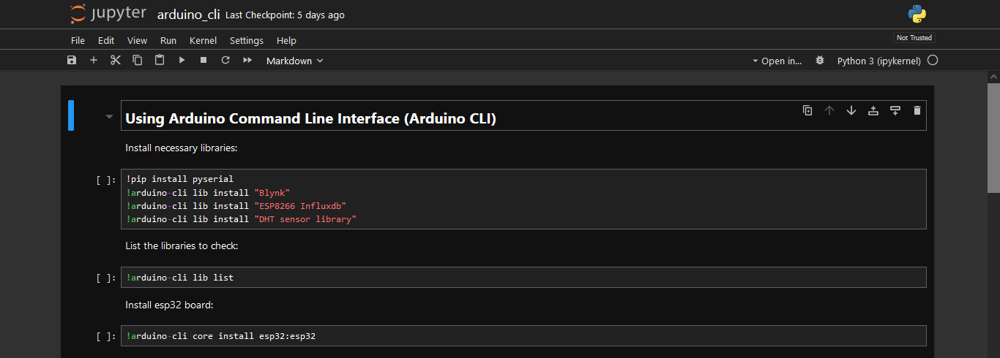 jupyter arduino_cli Last Checkpoint: 5 days ago
File Edit View Run Kernel Settings Help Not Trusted
Markdown Open in... Python 3 (ipykernel)
Using Arduino Command Line Interface (Arduino CLI)
Install necessary libraries:
[ ]: !pip install pyserial
!arduino-cli lib install "Blynk"
!arduino-cli lib install "ESP8266 Influxdb"
!arduino-cli lib install "DHT sensor library"
List the libraries to check:
[ ]: !arduino-cli lib list
Install esp32 board:
[ ]: !arduino-cli core install esp32:esp32